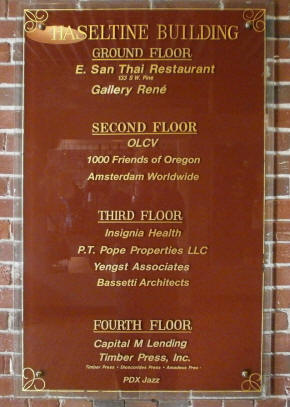 HASELTINE BUILDING
GROUND FLOOR
E. San Thai Restaurant
133 S W. Pine
Gallery René
SECOND FLOOR
OLCV
1000 Friends of Oregon
Amsterdam Worldwide
THIRD FLOOR
Insignia Health
P.T. Pope Properties LLC
Yengst Associates
Bassetti Architects
FOURTH FLOOR
Capital M Lending
Timber Press, Inc.
Timber Press • Dioscorides Press • Amadeus Press
PDX Jazz